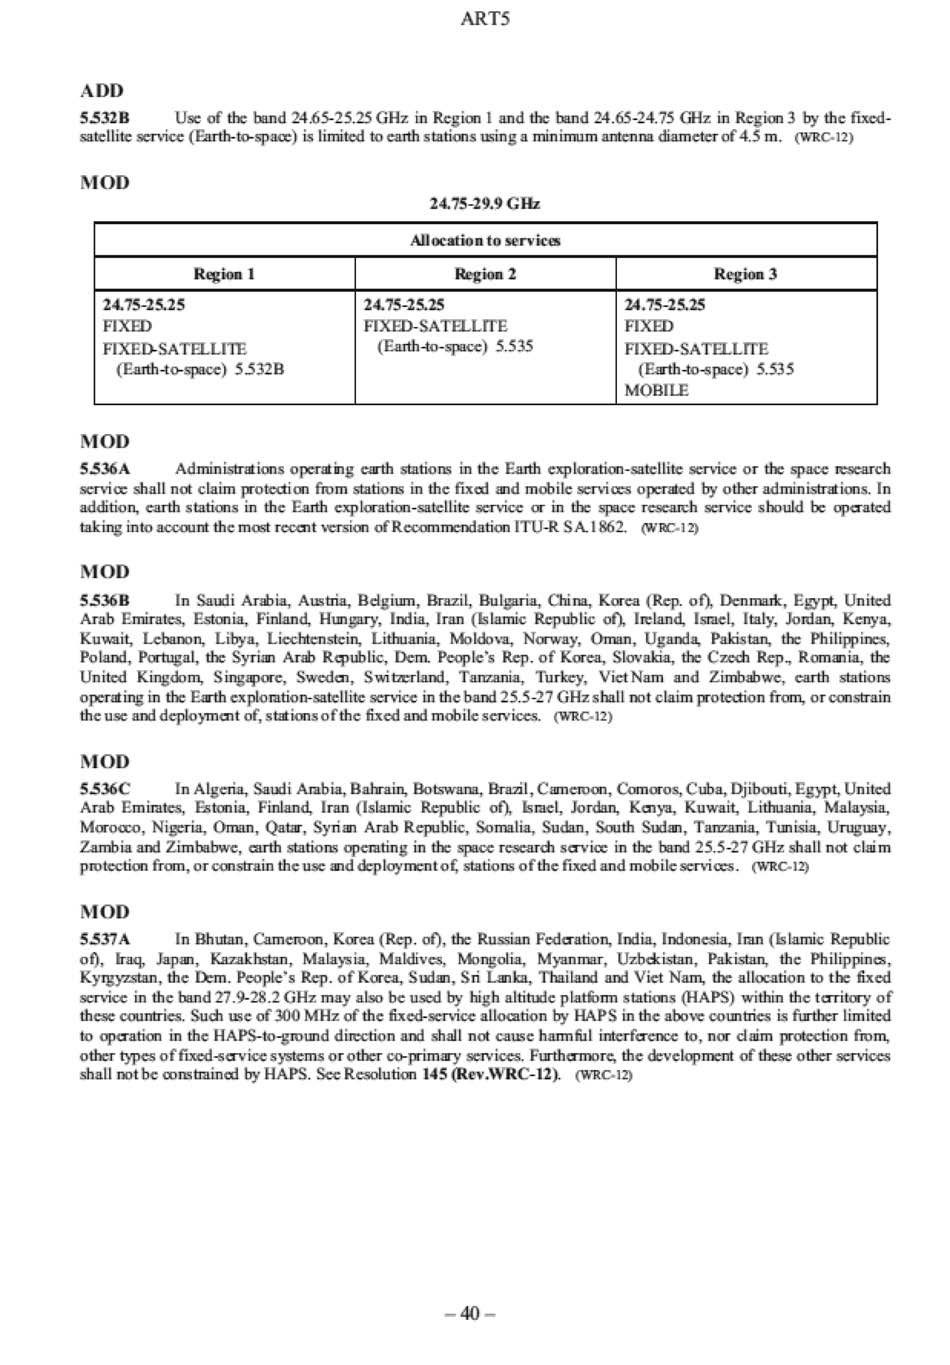 ART5
ADD
5.532B Use of the band 24.65-25.25 GHz in Region 1 and the band 24.65-24.75 GHz in Region 3 by the fixed-
satellite service (Earth-to-space) is limited to earth stations using a minimum antenna diameter of 4.5 m. (WRC-12)
MOD
24.75-29.9 GHz
Allocation to services
Region 1 Region 2 Region 3
24.75-25.25 24.75-25.25 24.75-25.25
FIXED FIXED-SATELLITE FIXED
FIXED-SATELLITE (Earth-to-space) 5.535 FIXED-SATELLITE
(Earth-to-space) 5.532B (Earth-to-space) 5.535
MOBILE
MOD
5.536A Administrations operating earth stations in the Earth exploration-satellite service or the space research
service shall not claim protection from stations in the fixed and mobile services operated by other administrations. In
addition, earth stations in the Earth exploration-satellite service or in the space research service should be operated
taking into account the most recent version of Recommendation ITU-R SA.1862. (WRC-12)
MOD
5.536B In Saudi Arabia, Austria, Belgium, Brazil, Bulgaria, China, Korea (Rep. of), Denmark, Egypt, United
Arab Emirates, Estonia, Finland, Hungary, India, Iran (Islamic Republic of), Ireland, Israel, Italy, Jordan, Kenya,
Kuwait, Lebanon, Libya, Liechtenstein, Lithuania, Moldova, Norway, Oman, Uganda, Pakistan, the Philippines,
Poland, Portugal, the Syrian Arab Republic, Dem. People's Rep. of Korea, Slovakia, the Czech Rep., Romania, the
United Kingdom, Singapore, Sweden, Switzerland, Tanzania, Turkey, Viet Nam and Zimbabwe, earth stations
operating in the Earth exploration-satellite service in the band 25.5-27 GHz shall not claim protection from, or constrain
the use and deployment of, stations of the fixed and mobile services. (WRC-12)
MOD
5.536C In Algeria, Saudi Arabia, Bahrain, Botswana, Brazil, Cameroon, Comoros, Cuba, Djibouti, Egypt, United
Arab Emirates, Estonia, Finland, Iran (Islamic Republic of), Israel, Jordan, Kenya, Kuwait, Lithuania, Malaysia,
Morocco, Nigeria, Oman, Qatar, Syrian Arab Republic, Somalia, Sudan, South Sudan, Tanzania, Tunisia, Uruguay,
Zambia and Zimbabwe, earth stations operating in the space research service in the band 25.5-27 GHz shall not claim
protection from, or constrain the use and deployment of, stations of the fixed and mobile services. (WRC-12)
MOD
5.537A In Bhutan, Cameroon, Korea (Rep. of), the Russian Federation, India, Indonesia, Iran (Islamic Republic
of), Iraq, Japan, Kazakhstan, Malaysia, Maldives, Mongolia, Myanmar, Uzbekistan, Pakistan, the Philippines,
Kyrgyzstan, the Dem. People's Rep. of Korea, Sudan, Sri Lanka, Thailand and Viet Nam, the allocation to the fixed
service in the band 27.9-28.2 GHz may also be used by high altitude platform stations (HAPS) within the territory of
these countries. Such use of 300 MHz of the fixed-service allocation by HAPS in the above countries is further limited
to operation in the HAPS-to-ground direction and shall not cause harmful interference to, nor claim protection from,
other types of fixed-service systems or other co-primary services. Furthermore, the development of these other services
shall not be constrained by HAPS. See Resolution 145 (Rev.WRC-12). (WRC-12)
– 40 –